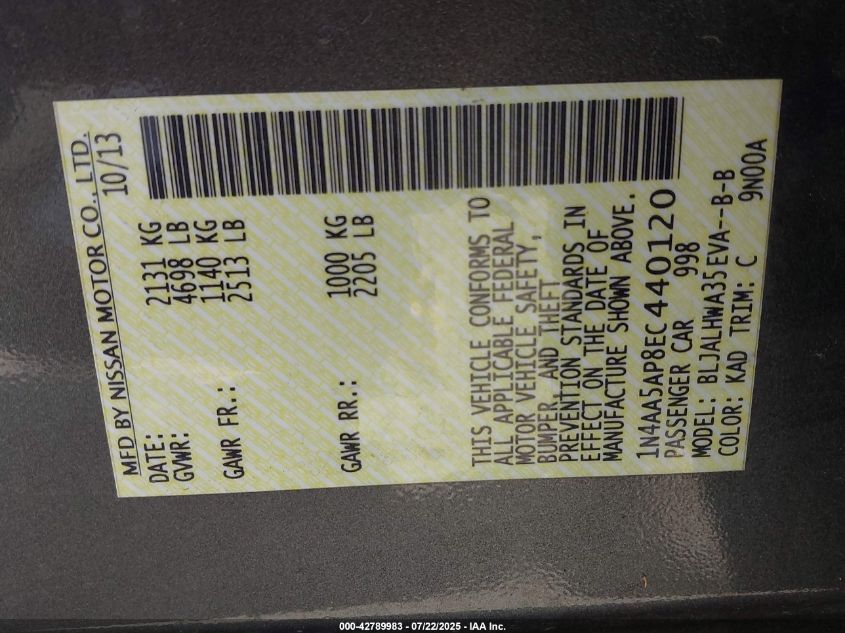 MFD BY NISSAN MOTOR CO., LTD.
DATE: 10/13
GVWR: 2131 KG
4698 LB
GAWR FR.: 1140 KG
2513 LB
GAWR RR.: 1000 KG
2205 LB
THIS VEHICLE CONFORMS TO
ALL APPLICABLE FEDERAL
MOTOR VEHICLE SAFETY,
BUMPER, AND THEFT
PREVENTION STANDARDS IN
EFFECT ON THE DATE OF
MANUFACTURE SHOWN ABOVE.
1N4AA5AP8EC440120
PASSENGER CAR 998
MODEL: BLJALHWA35EVA--B-B
COLOR: KAD TRIM: C 9N00A
000-42789983 - 07/22/2025 - IAA Inc.